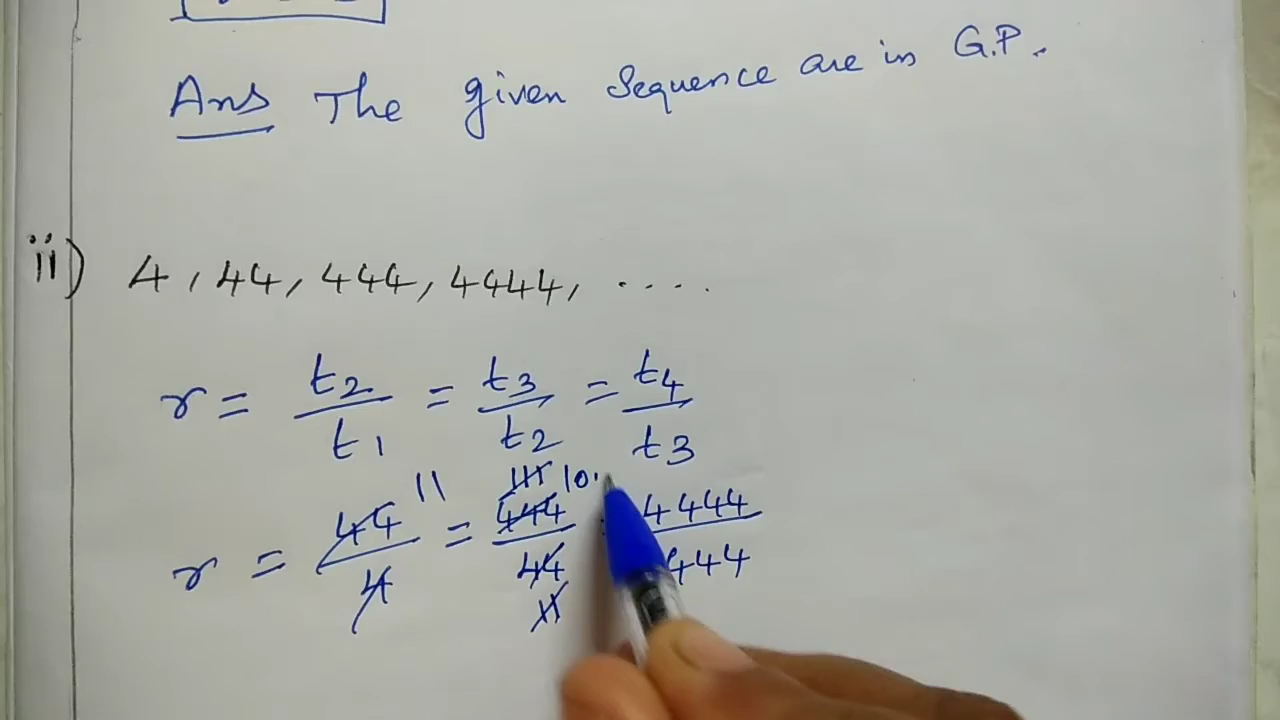 Ans The given Sequence are in G.P.
ii) 4, 44, 444, 4444, .....
r = t2/t1 = t3/t2 = t4/t3
11 111 10.
r = 44/4 = 444/44 4444/444
11